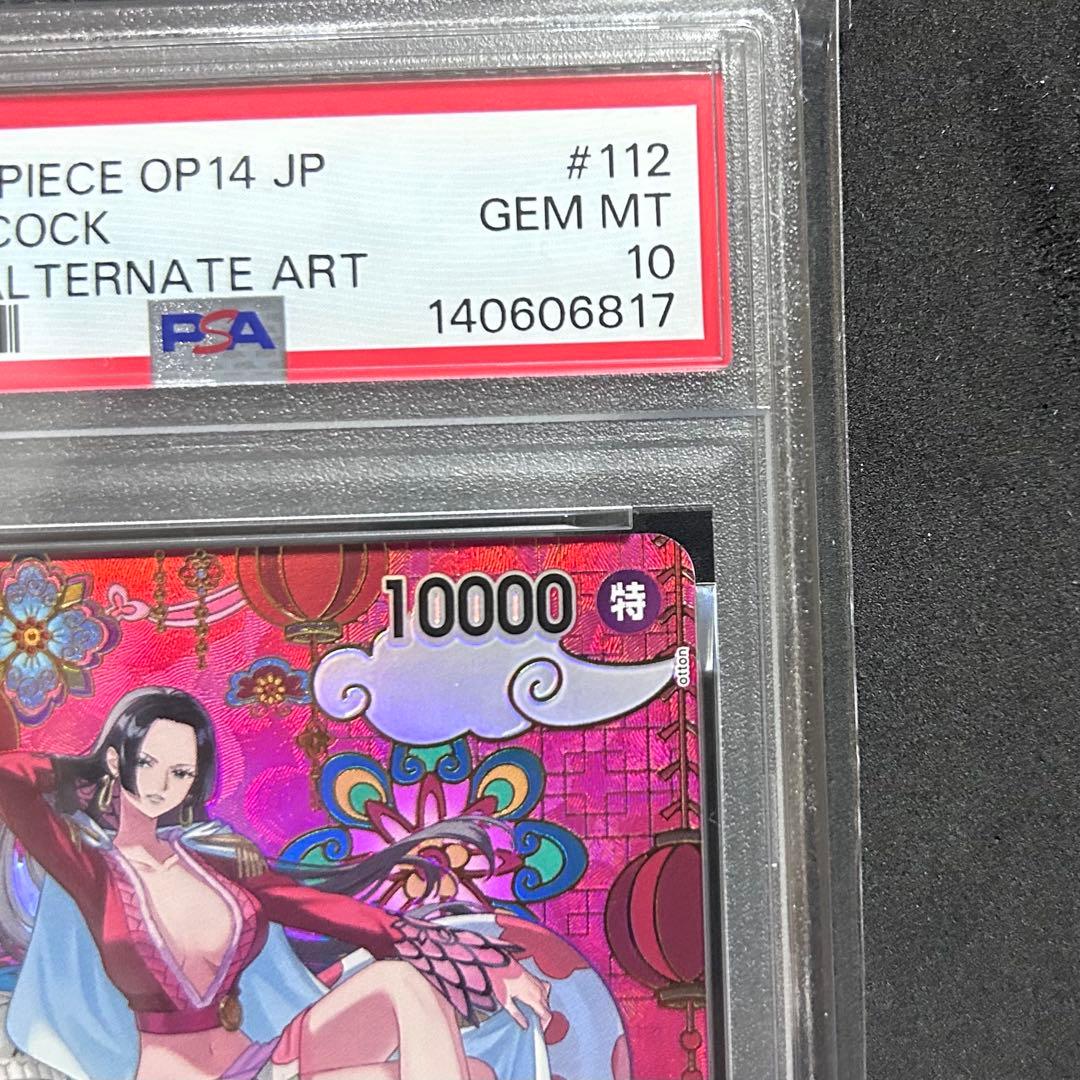 PIECE OP14 JP
#112
COCK
GEM MT
ALTERNATE ART
10
PSA
140606817
10000
特
otton